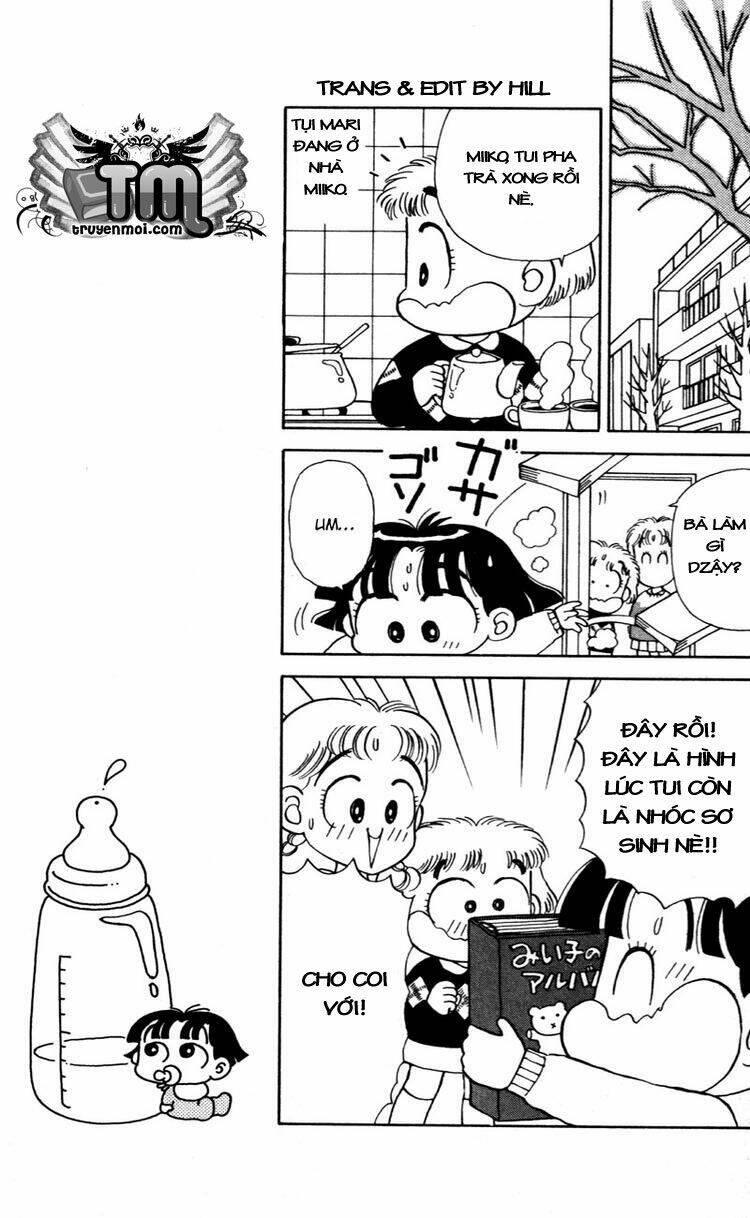 TRANS & EDIT BY HILL
TM
truyenmoi.com
TỤI MARI
ĐANG Ở
NHÀ
MIIKO.
MIIKO, TUI PHA
TRÀ XONG RỒI
NÈ.
ガサ
ゴソ
UM...
BÀ LÀM
GÌ
DZẬY?
ĐÂY RỒI!
ĐÂY LÀ HÌNH
LÚC TUI CÒN
LÀ NHÓC SƠ
SINH NÈ!!
CHO COI
VỚI!
みい子の
アルバ